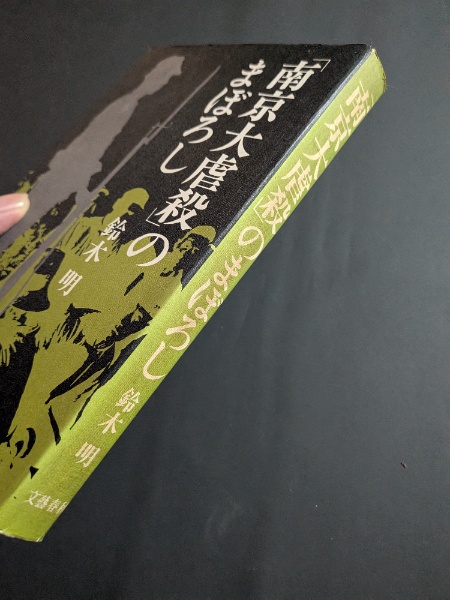 「南京大虐殺」の
まぼろし
鈴木 明
南京大虐殺のまぼろし
鈴木 明
文藝春